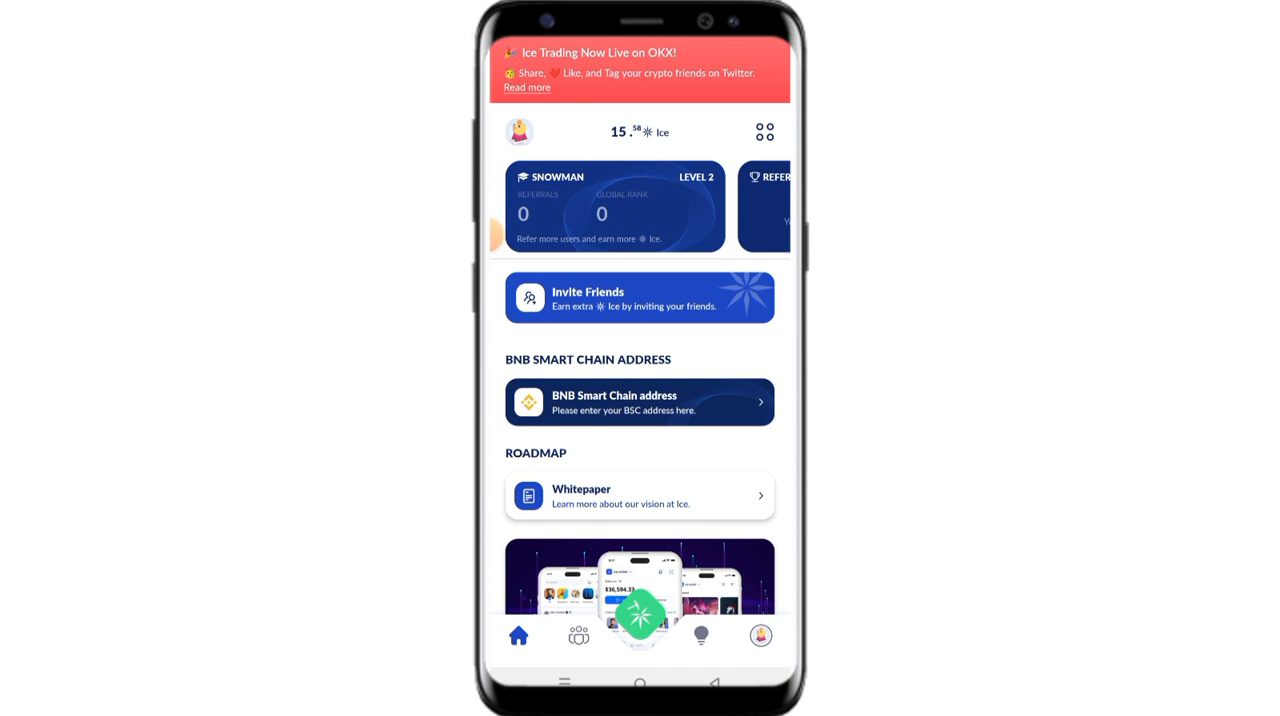 🎉 Ice Trading Now Live on OKX!
🥳 Share, ❤️ Like, and Tag your crypto friends on Twitter.
Read more
15.58 Ice
SNOWMAN LEVEL 2
REFER
REFERRALS GLOBAL RANK
0 0
Refer more users and earn more Ice.
Invite Friends
Earn extra Ice by inviting your friends.
BNB SMART CHAIN ADDRESS
BNB Smart Chain address
Please enter your BSC address here.
ROADMAP
Whitepaper
Learn more about our vision at Ice.
$36,594.33